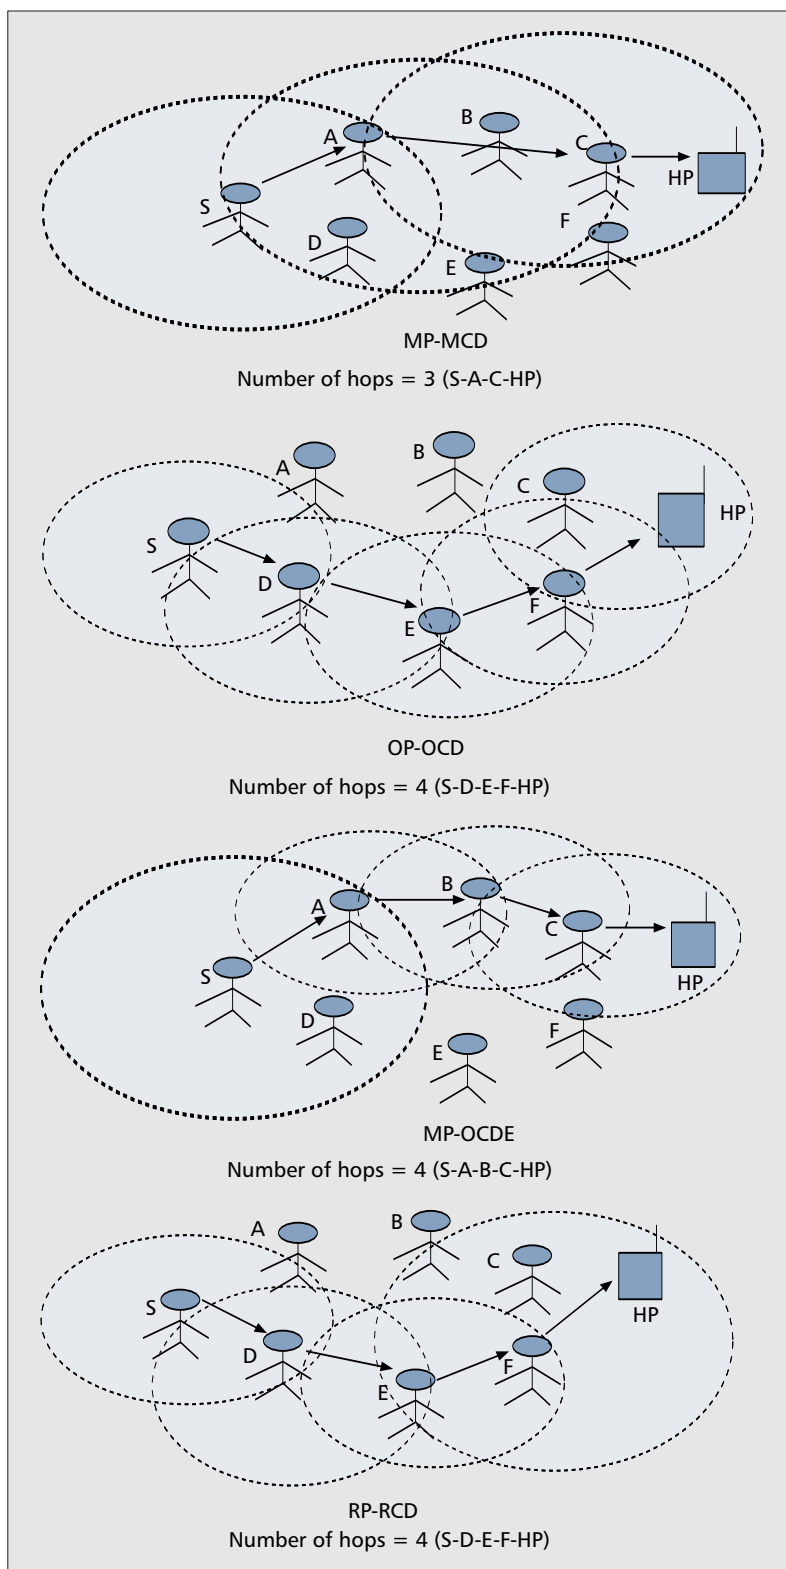 A
B
C
HP
S
D
F
E
MP-MCD
Number of hops = 3 (S-A-C-HP)
A
B
C
HP
S
D
E
F
OP-OCD
Number of hops = 4 (S-D-E-F-HP)
A
B
C
S
HP
D
F
E
MP-OCDE
Number of hops = 4 (S-A-B-C-HP)
A
B
C
S
HP
D
F
E
RP-RCD
Number of hops = 4 (S-D-E-F-HP)